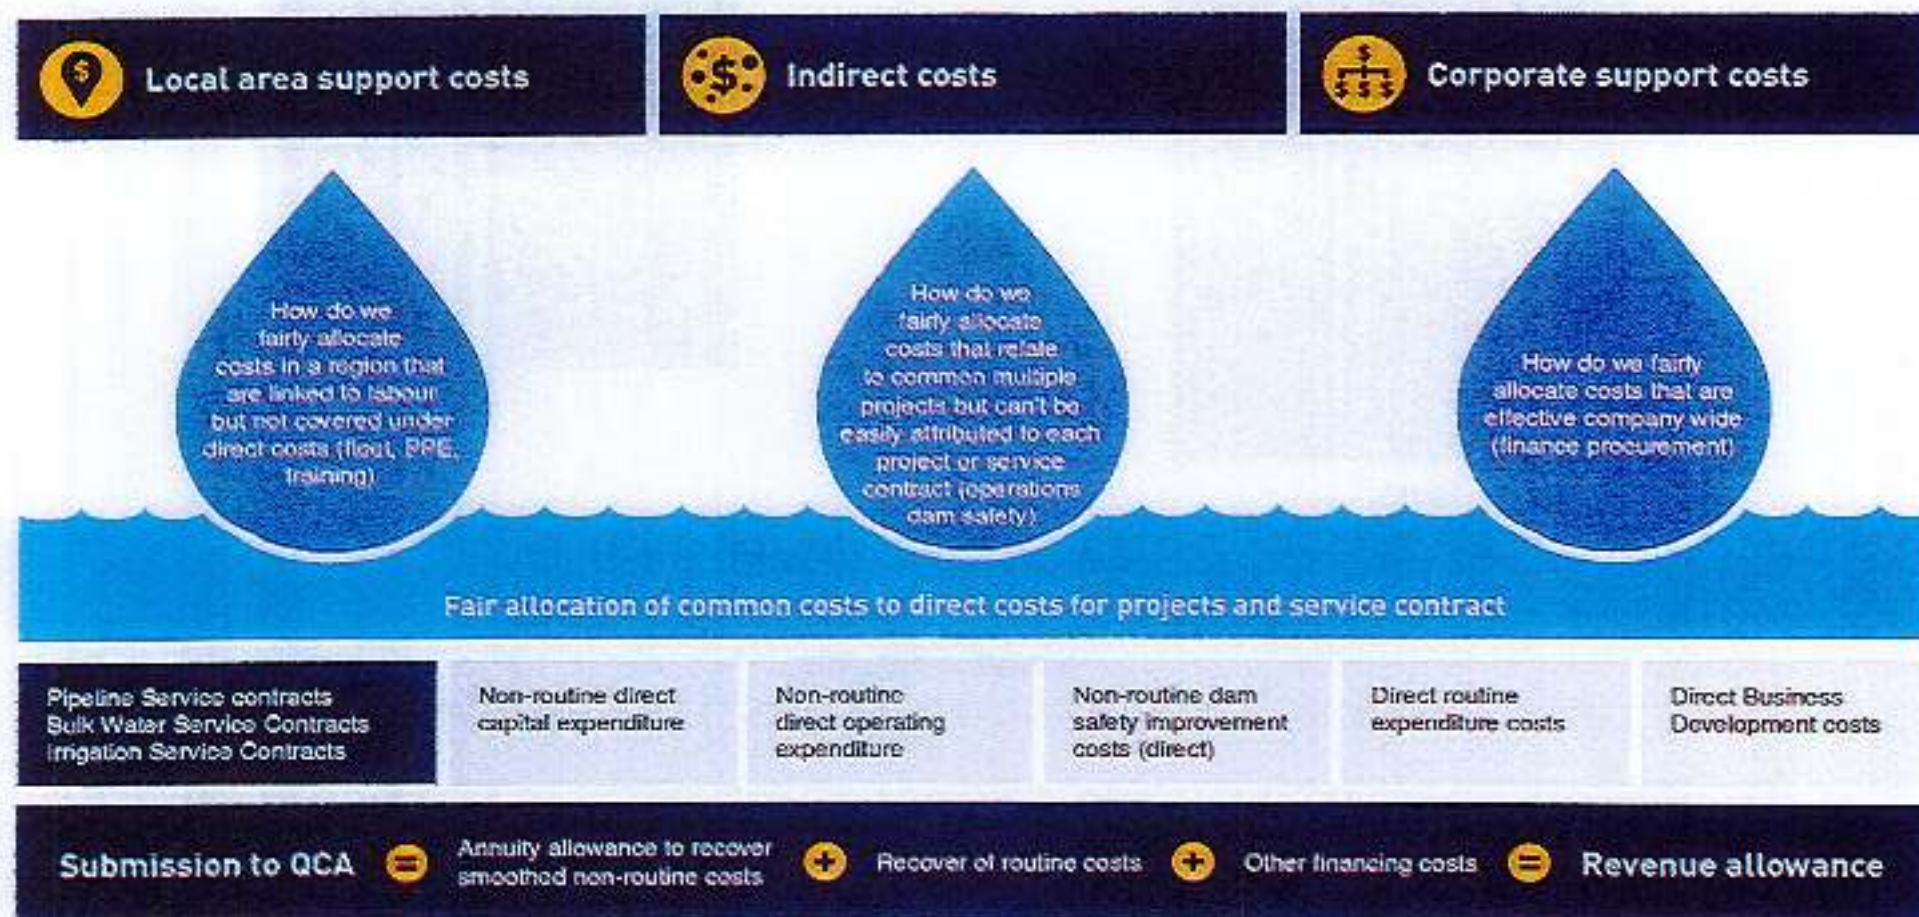 Local area support costs
Indirect costs
Corporate support costs
How do we
fairly allocate
costs in a region that
are linked to labour
but not covered under
direct costs (fleet, PPE,
training)
How do we
fairly allocate
costs that relate
to common multiple
projects but can't be
easily attributed to each
project or service
contract (operations
dam safety)
How do we fairly
allocate costs that are
effective company wide
(finance procurement)
Fair allocation of common costs to direct costs for projects and service contract
Pipeline Service contracts
Bulk Water Service Contracts
Irrigation Service Contracts
Non-routine direct
capital expenditure
Non-routine
direct operating
expenditure
Non-routine dam
safety improvement
costs (direct)
Direct routine
expenditure costs
Direct Business
Development costs
Submission to QCA = Annuity allowance to recover
smoothed non-routine costs
+ Recover of routine costs + Other financing costs = Revenue allowance